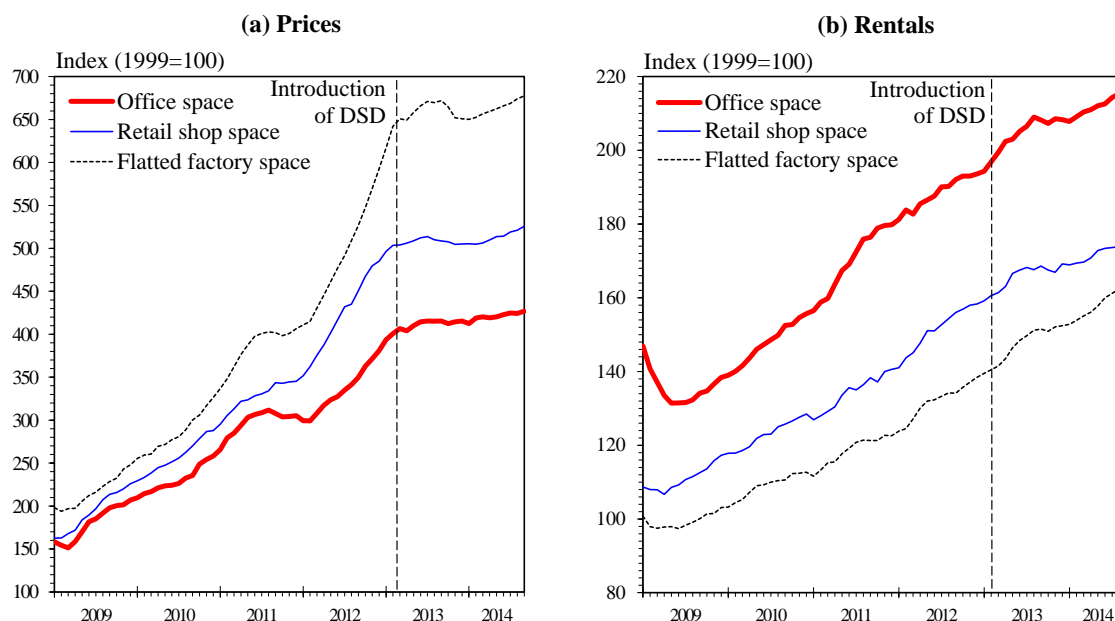 (a) Prices
Index (1999=100)
700
650
600
550
500
450
400
350
300
250
200
150
100
Office space
Retail shop space
Flatted factory space
Introduction
of DSD
2009 2010 2011 2012 2013 2014
(b) Rentals
Index (1999=100)
220
200
180
160
140
120
100
80
Office space
Retail shop space
Flatted factory space
Introduction
of DSD
2009 2010 2011 2012 2013 2014